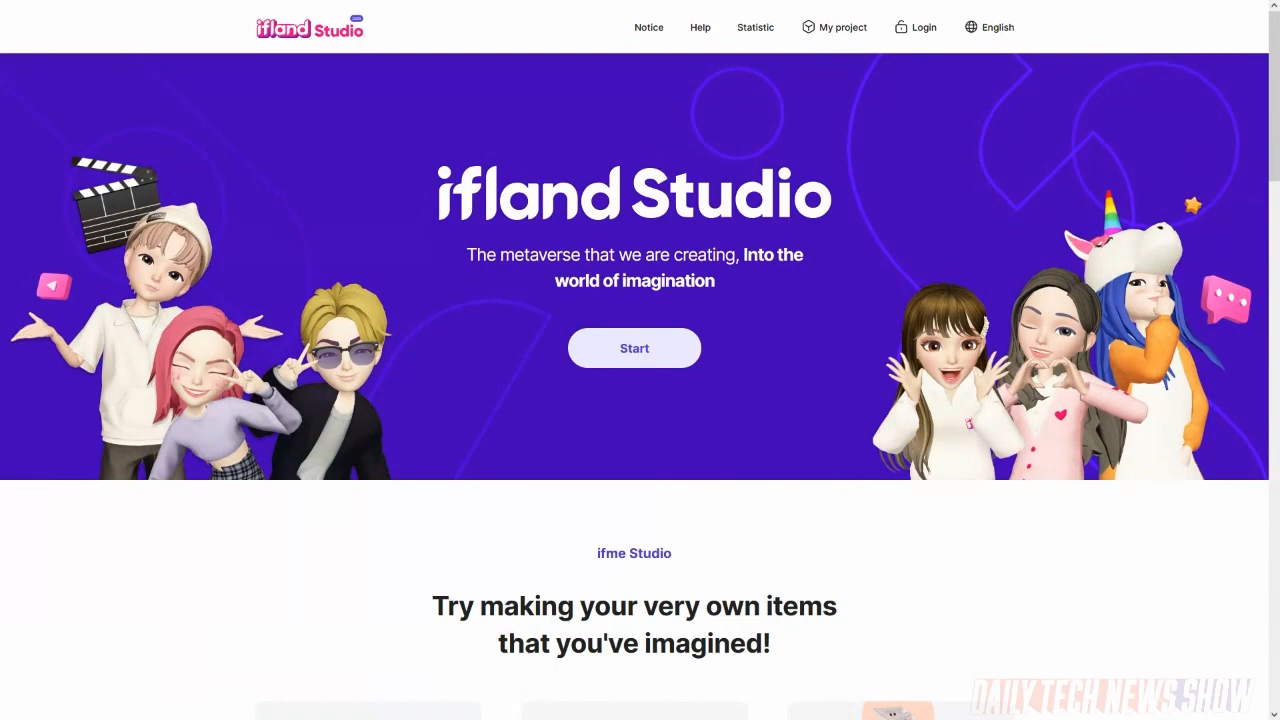 ifland Studio
Notice
Help
Statistic
My project
Login
English
ifland Studio
The metaverse that we are creating, Into the
world of imagination
Start
ifme Studio
Try making your very own items
that you've imagined!
DAILY TECH NEWS SHOW